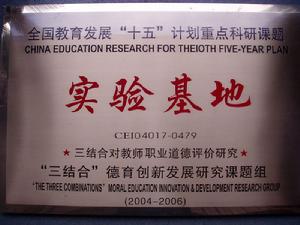 全国教育发展“十五”计划重点科研课题
CHINA EDUCATION RESEARCH FOR THEIOTH FIVE-YEAR PLAN
实验基地
CEI04017-0479
★三结合对教师职业道德评价研究★
“三结合”德育创新发展研究课题组
"THE THREE COMBINATIONS" MORAL EDUCATION INNOVATION & DEVELOPMENT RESEARCH GROUP
(2004-2006)